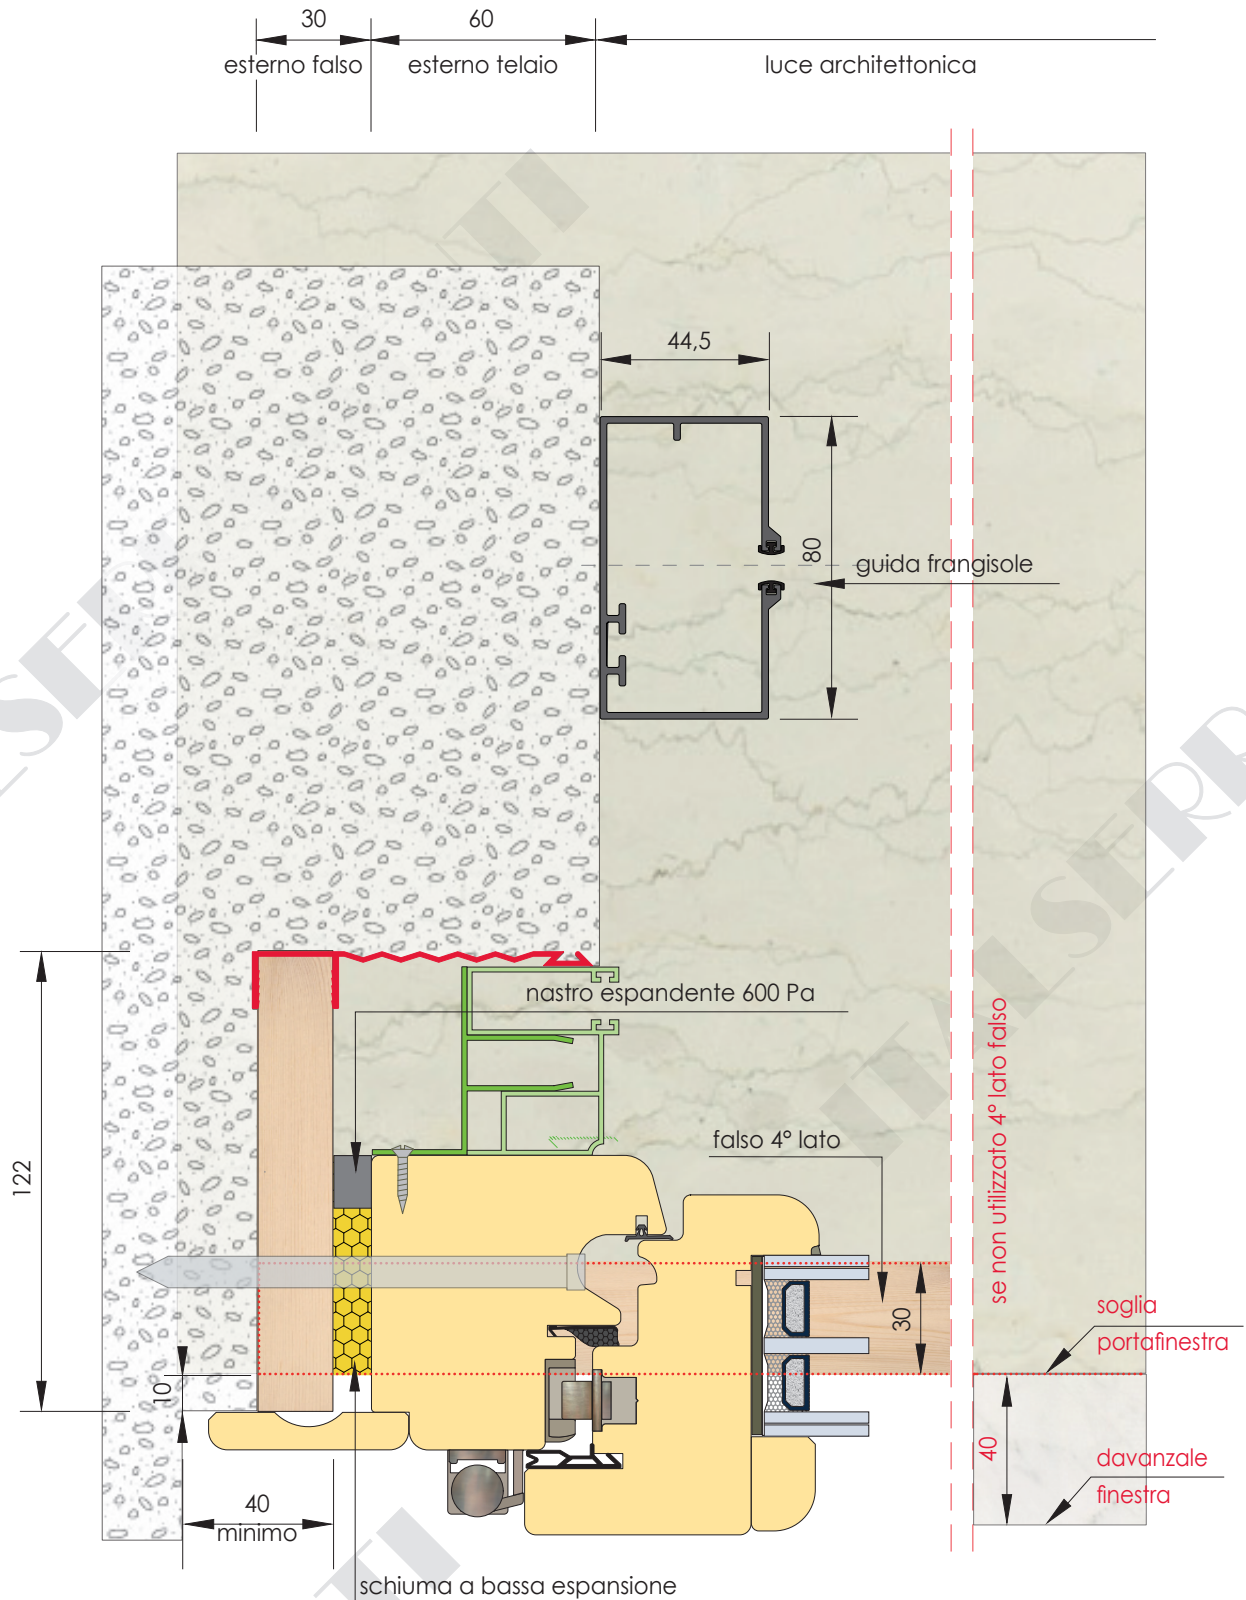 30
60
esterno falso
esterno telaio
luce architettonica
44,5
80
guida frangisole
nastro espandente 600 Pa
se non utilizzato 4° lato falso
falso 4° lato
122
30
soglia
portafinestra
10
40
davanzale
finestra
40
minimo
schiuma a bassa espansione